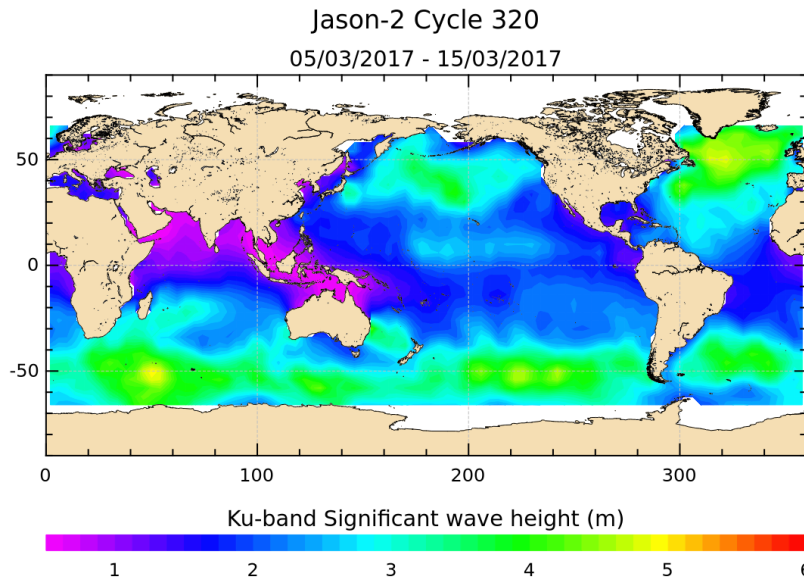 Jason-2 Cycle 320
05/03/2017 - 15/03/2017
50
0
-50
0 100 200 300
Ku-band Significant wave height (m)
1 2 3 4 5 6